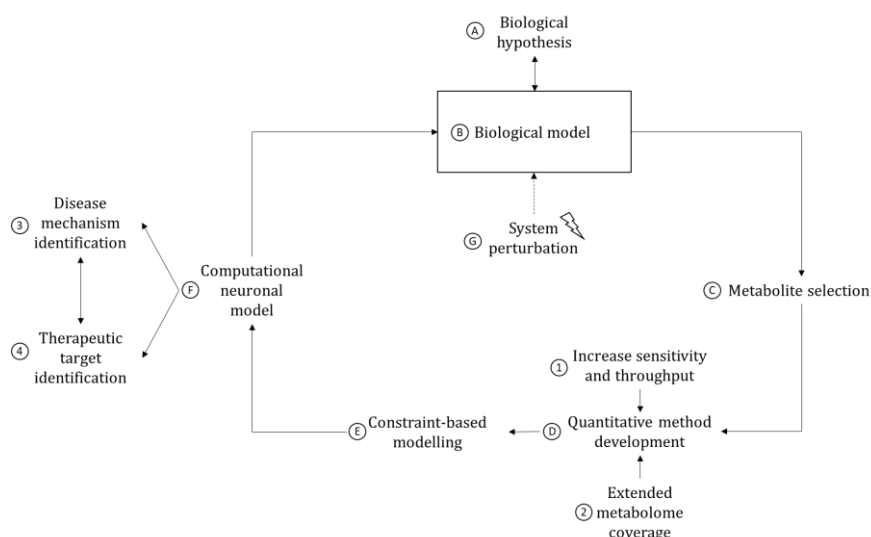 A Biological
hypothesis
B Biological model
G System
perturbation
C Metabolite selection
1 Increase sensitivity
and throughput
D Quantitative method
development
2 Extended
metabolome
coverage
E Constraint-based
modelling
F Computational
neuronal
model
3 Disease
mechanism
identification
4 Therapeutic
target
identification